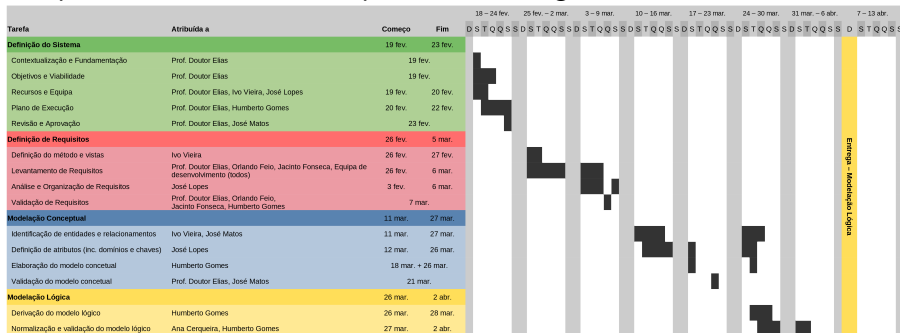 18 – 24 fev. 25 fev. – 2 mar. 3 – 9 mar. 10 – 16 mar. 17 – 23 mar. 24 – 30 mar. 31 mar. – 6 abr. 7 – 13 abr.
Tarefa Atribuída a Começo Fim D S T Q Q S S D S T Q Q S S D S T Q Q S S D S T Q Q S S D S T Q Q S S D S T Q Q S S D S T Q Q S S D S T Q Q S
Definição do Sistema 19 fev. 23 fev.
Contextualização e Fundamentação Prof. Doutor Elias 19 fev.
Objetivos e Viabilidade Prof. Doutor Elias 19 fev.
Recursos e Equipa Prof. Doutor Elias, Ivo Vieira, José Lopes 19 fev. 20 fev.
Plano de Execução Prof. Doutor Elias, Humberto Gomes 20 fev. 22 fev.
Revisão e Aprovação Prof. Doutor Elias, José Matos 23 fev.
Definição de Requisitos 26 fev. 5 mar.
Definição do método e vistas Ivo Vieira 26 fev. 27 fev.
Levantamento de Requisitos Prof. Doutor Elias, Orlando Feio, Jacinto Fonseca, Equipa de 26 fev. 6 mar.
desenvolvimento (todos)
Análise e Organização de Requisitos José Lopes 3 fev. 6 mar.
Validação de Requisitos Prof. Doutor Elias, Orlando Feio, 7 mar.
Jacinto Fonseca, Humberto Gomes
Modelação Conceptual 11 mar. 27 mar.
Identificação de entidades e relacionamentos Ivo Vieira, José Matos 11 mar. 27 mar.
Definição de atributos (inc. domínios e chaves) José Lopes 12 mar. 26 mar.
Elaboração do modelo concetual Humberto Gomes 18 mar. + 26 mar.
Validação do modelo concetual Prof. Doutor Elias, José Matos 21 mar.
Modelação Lógica 26 mar. 2 abr.
Derivação do modelo lógico Humberto Gomes 26 mar. 28 mar.
Normalização e validação do modelo lógico Ana Cerqueira, Humberto Gomes 27 mar. 2 abr.
Entrega – Modelação Lógica